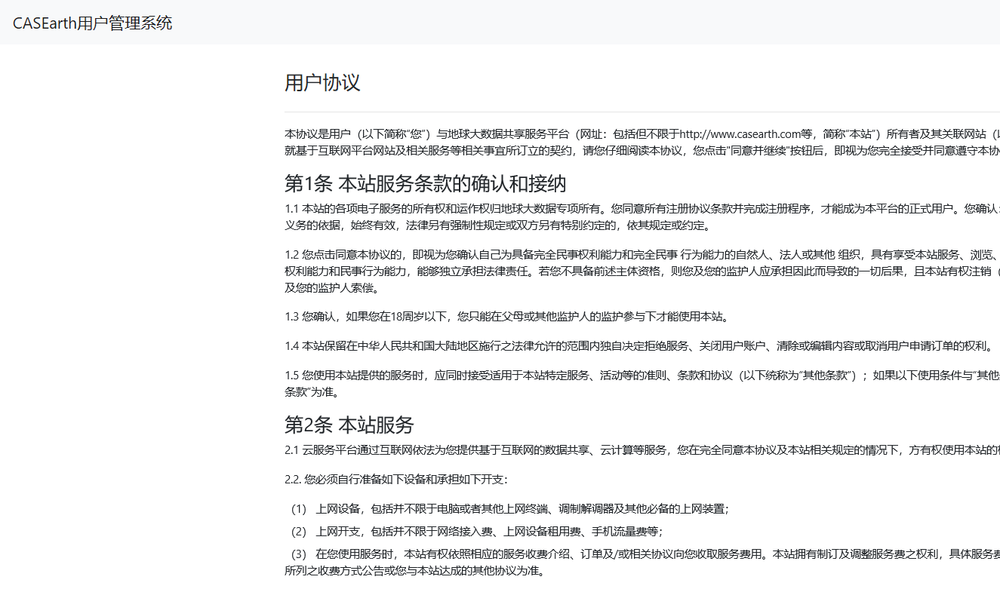 CASEarth用户管理系统
用户协议
本协议是用户（以下简称“您”）与地球大数据共享服务平台（网址：包括但不限于http://www.casearth.com等，简称“本站”）所有者及其关联网站（
就基于互联网平台网站及相关服务等相关事宜所订立的契约，请您仔细阅读本协议，您点击"同意并继续"按钮后，即视为您完全接受并同意遵守本协
第1条 本站服务条款的确认和接纳
1.1 本站的各项电子服务的所有权和运作权归地球大数据专项所有。您同意所有注册协议条款并完成注册程序，才能成为本平台的正式用户。您确认
义务的依据，始终有效，法律另有强制性规定或双方另有特别约定的，依其规定或约定。
1.2 您点击同意本协议的，即视为您确认自己为具备完全民事权利能力和完全民事 行为能力的自然人、法人或其他 组织，具有享受本站服务、浏览、
权利能力和民事行为能力，能够独立承担法律责任。若您不具备前述主体资格，则您及您的监护人应承担因此而导致的一切后果，且本站有权注销（
及您的监护人索偿。
1.3 您确认，如果您在18周岁以下，您只能在父母或其他监护人的监护参与下才能使用本站。
1.4 本站保留在中华人民共和国大陆地区施行之法律允许的范围内独自决定拒绝服务、关闭用户账户、清除或编辑内容或取消用户申请订单的权利。
1.5 您使用本站提供的服务时，应同时接受适用于本站特定服务、活动等的准则、条款和协议（以下统称为“其他条款”）；如果以下使用条件与“其他
条款”为准。
第2条 本站服务
2.1 云服务平台通过互联网依法为您提供基于互联网的数据共享、云计算等服务，您在完全同意本协议及本站相关规定的情况下，方有权使用本站的
2.2. 您必须自行准备如下设备和承担如下开支：
（1） 上网设备，包括并不限于电脑或者其他上网终端、调制解调器及其他必备的上网装置；
（2） 上网开支，包括并不限于网络接入费、上网设备租用费、手机流量费等；
（3） 在您使用服务时，本站有权依照相应的服务收费介绍、订单及/或相关协议向您收取服务费用。本站拥有制订及调整服务费之权利，具体服务费
所列之收费方式公告或您与本站达成的其他协议为准。